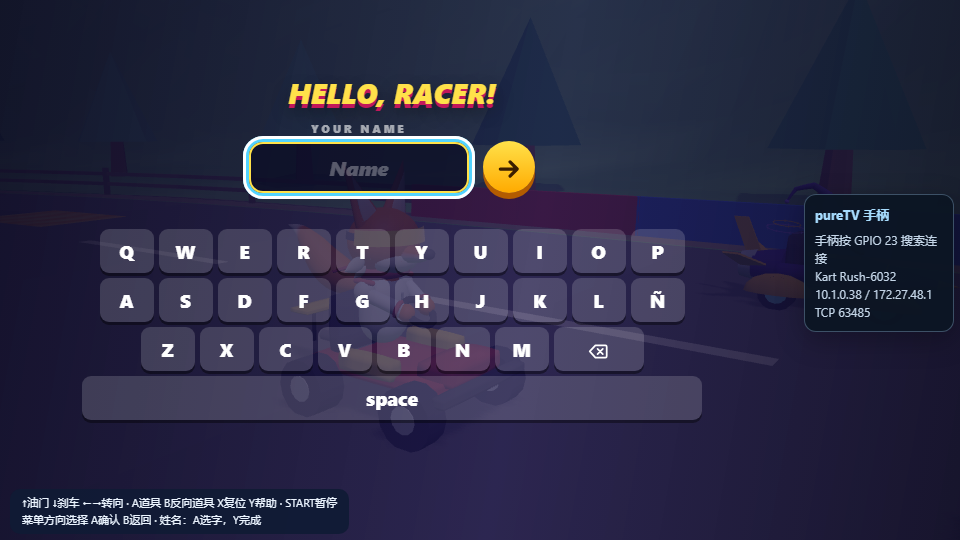 HELLO, RACER!
YOUR NAME
Name
Q W E R T Y U I O P
A S D F G H J K L Ñ
Z X C V B N M
space
pureTV 手柄
手柄按 GPIO 23 搜索连
接
Kart Rush-6032
10.1.0.38 / 172.27.48.1
TCP 63485
↑油门 ↓刹车 ←→转向 · A道具 B反向道具 X复位 Y帮助 · START暂停
菜单方向选择 A确认 B返回 · 姓名：A选字，Y完成